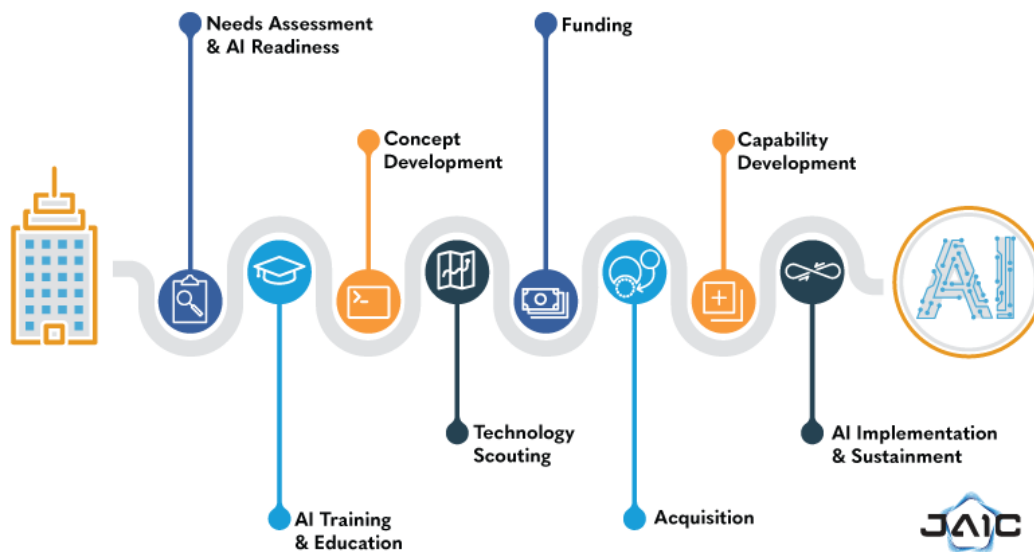 Needs Assessment
& AI Readiness
AI Training
& Education
Concept
Development
Technology
Scouting
Funding
Acquisition
Capability
Development
AI Implementation
& Sustainment
AI
JAIC